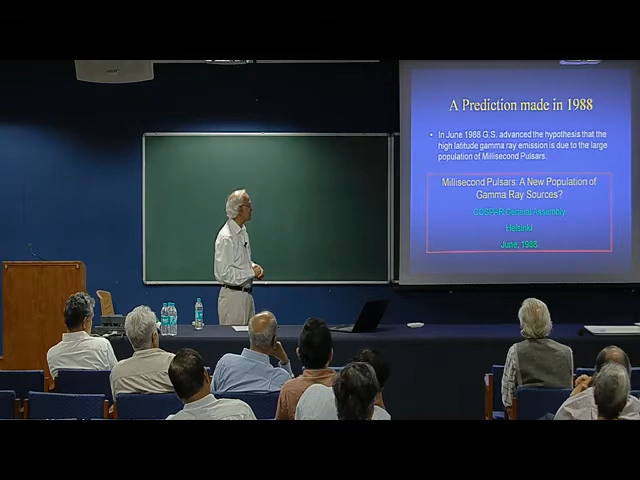 A Prediction made in 1988
• In June 1988 G.S. advanced the hypothesis that the
high latitude gamma ray emission is due to the large
population of Millisecond Pulsars.
Millisecond Pulsars: A New Population of
Gamma Ray Sources?
COSPAR General Assembly
Helsinki
June, 1988